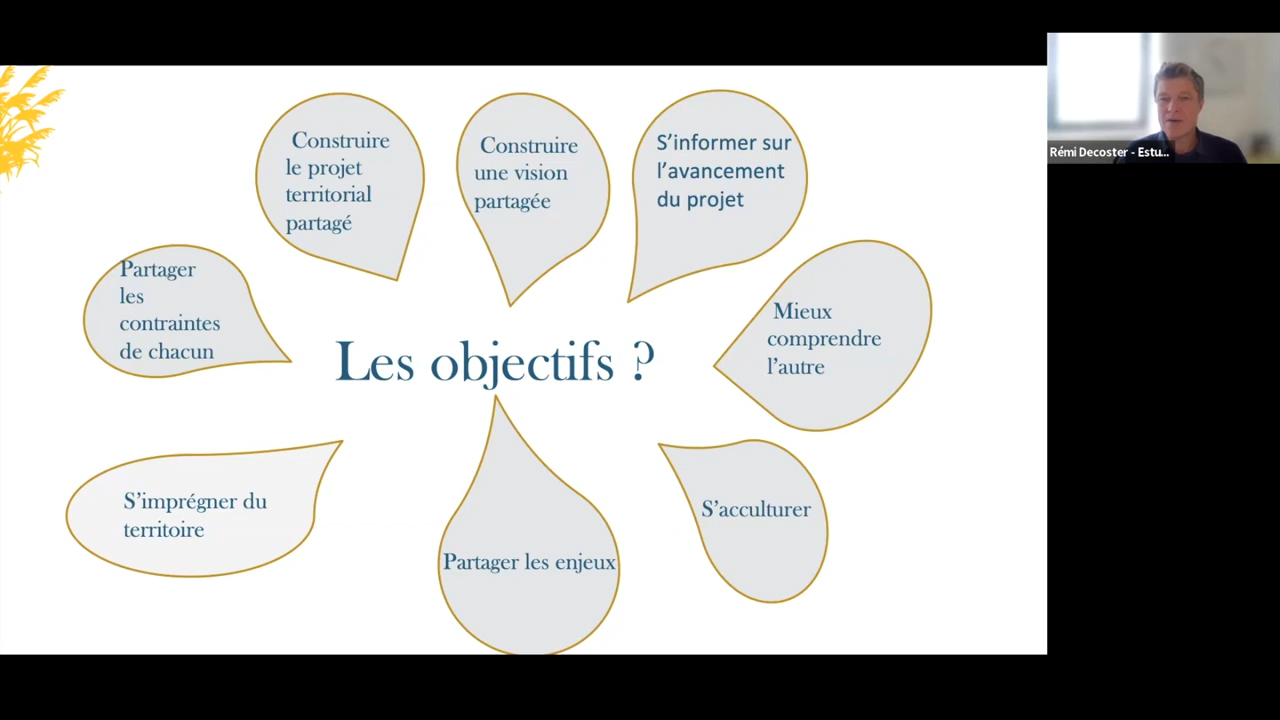 Construire
le projet
territorial
partagé
Construire
une vision
partagée
S’informer sur
l’avancement
du projet
Rémi Decoster - Estu...
Partager
les
contraintes
de chacun
Mieux
comprendre
l’autre
Les objectifs ?
S’imprégner du
territoire
Partager les enjeux
S’acculturer